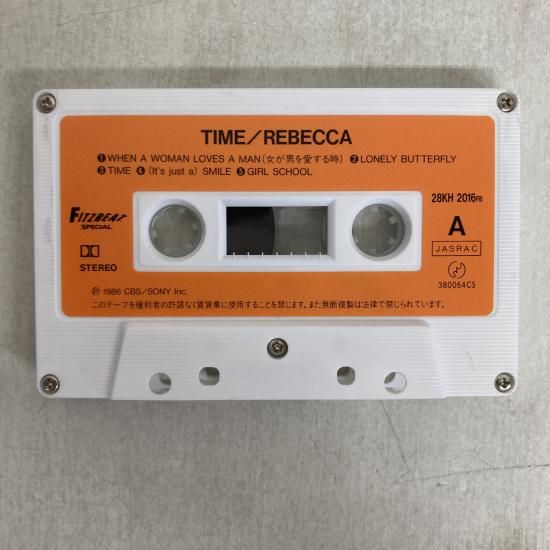 TIME/REBECCA
❶WHEN A WOMAN LOVES A MAN(女が男を愛する時) ❷LONELY BUTTERFLY
❸TIME ❹(It's just a) SMILE ❺GIRL SCHOOL
28KH 2016FB
FITZBEAT
SPECIAL
A
JASRAC
STEREO
380064CS
Ⓟ 1986 CBS/SONY Inc.
このテープを権利者の許諾なく賃貸業に使用することを禁じます。また無断複製は法律で禁じられています。